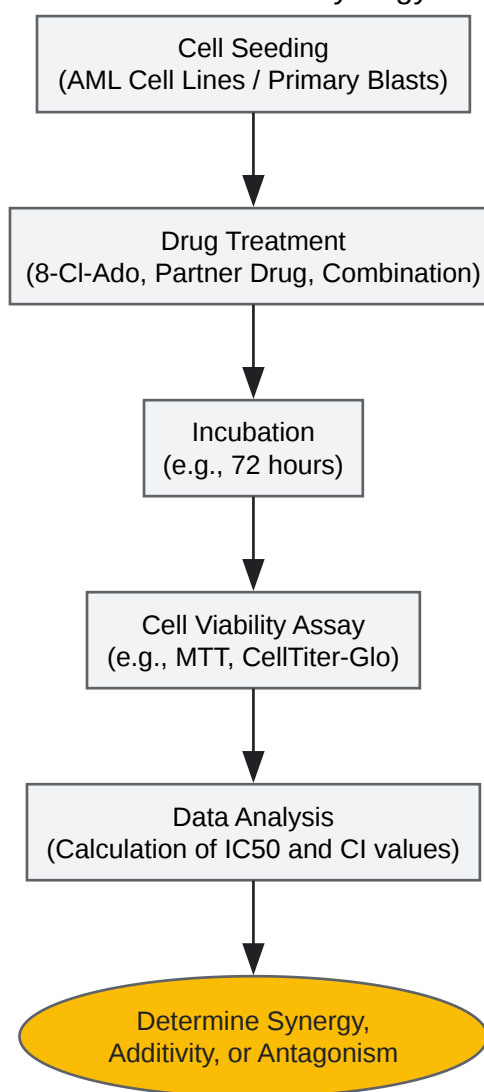 Cell Seeding
(AML Cell Lines / Primary Blasts)
Drug Treatment
(8-Cl-Ado, Partner Drug, Combination)
Incubation
(e.g., 72 hours)
Cell Viability Assay
(e.g., MTT, CellTiter-Glo)
Data Analysis
(Calculation of IC50 and CI values)
Determine Synergy,
Additivity, or Antagonism